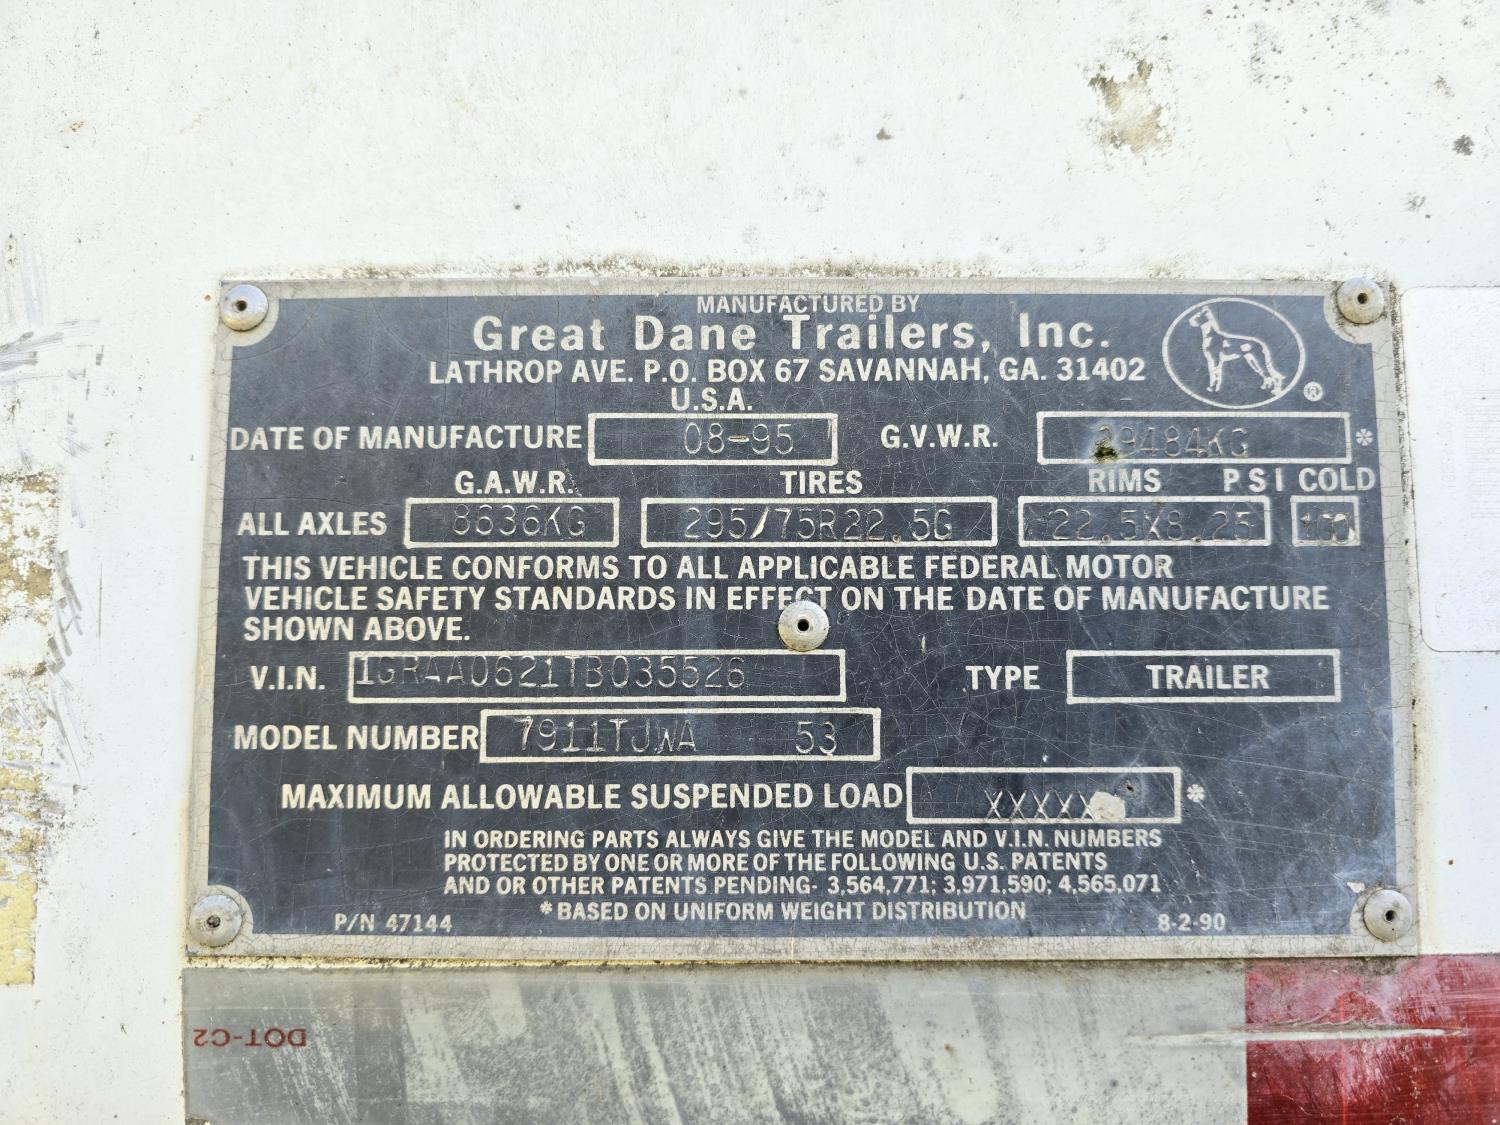 MANUFACTURED BY
Great Dane Trailers, Inc.
LATHROP AVE. P.O. BOX 67 SAVANNAH, GA. 31402
U.S.A.
®
DATE OF MANUFACTURE 08-95 G.V.W.R. 29484KG *
G.A.W.R. TIRES RIMS PSI COLD
ALL AXLES 8636KG 295/75R22.5G 22.5X8.25 100
THIS VEHICLE CONFORMS TO ALL APPLICABLE FEDERAL MOTOR
VEHICLE SAFETY STANDARDS IN EFFECT ON THE DATE OF MANUFACTURE
SHOWN ABOVE.
V.I.N. 1GRAA0621TB035526 TYPE TRAILER
MODEL NUMBER 7911TJWA 53
MAXIMUM ALLOWABLE SUSPENDED LOAD XXXXX *
IN ORDERING PARTS ALWAYS GIVE THE MODEL AND V.I.N. NUMBERS
PROTECTED BY ONE OR MORE OF THE FOLLOWING U.S. PATENTS
AND OR OTHER PATENTS PENDING- 3,564,771; 3,971,590; 4,565,071
*BASED ON UNIFORM WEIGHT DISTRIBUTION
P/N 47144 8-2-90
DOT-C2